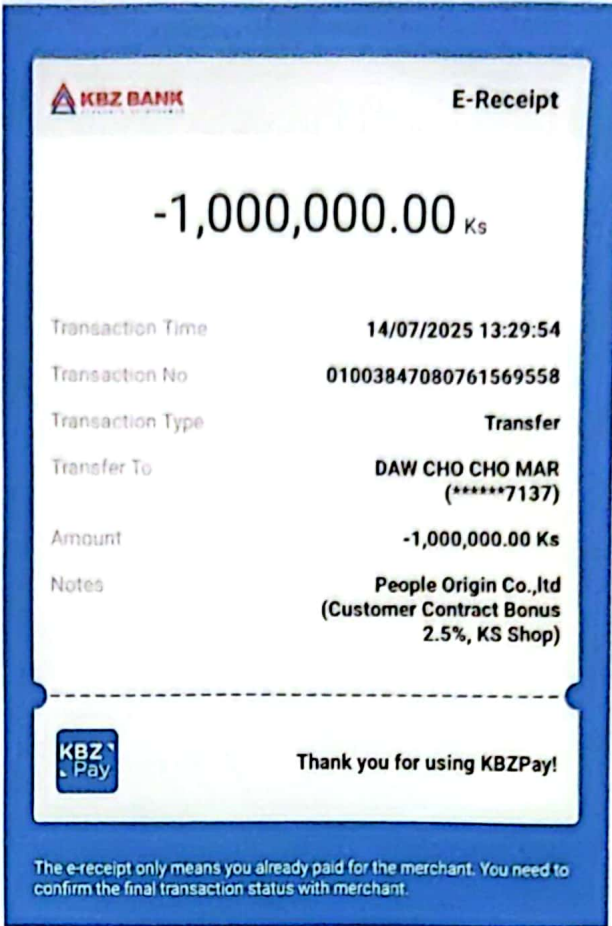 KBZ BANK
E-Receipt
-1,000,000.00 Ks
Transaction Time 14/07/2025 13:29:54
Transaction No 01003847080761569558
Transaction Type Transfer
Transfer To DAW CHO CHO MAR
(******7137)
Amount -1,000,000.00 Ks
Notes People Origin Co.,ltd
(Customer Contract Bonus
2.5%, KS Shop)
KBZ
Pay
Thank you for using KBZPay!
The e-receipt only means you already paid for the merchant. You need to
confirm the final transaction status with merchant.